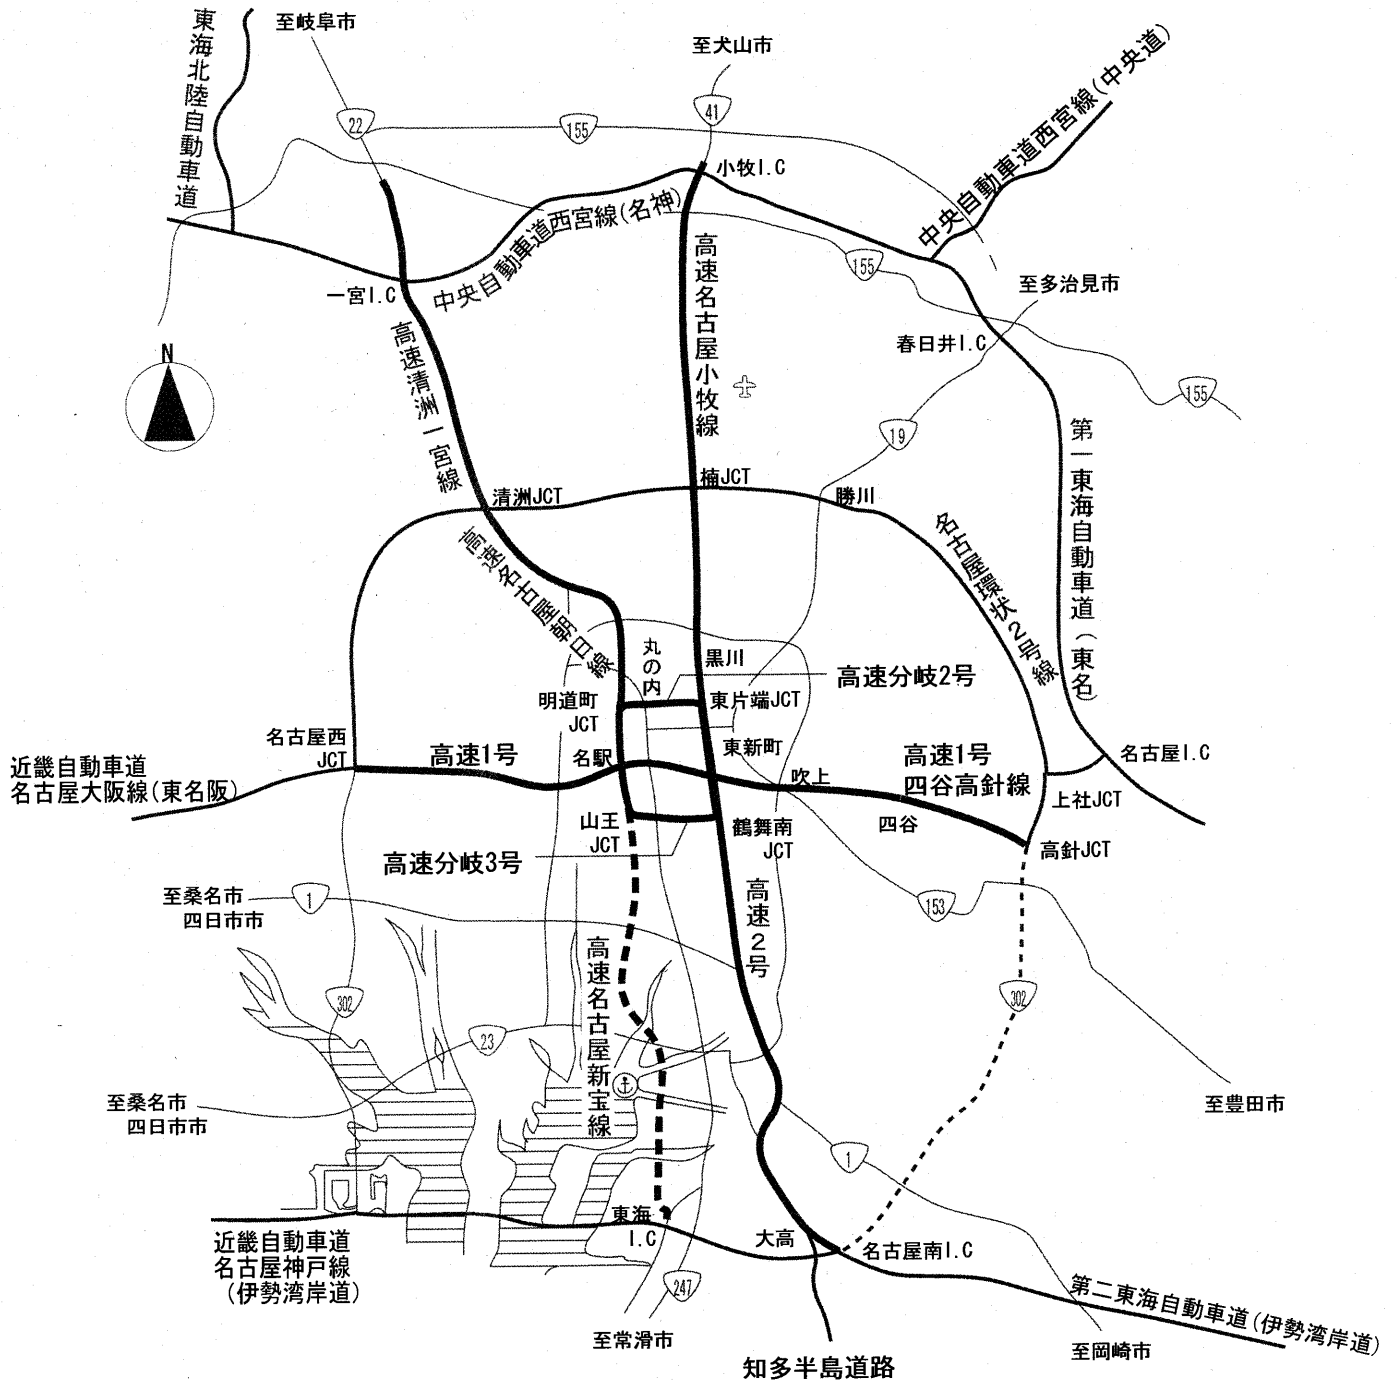 至岐阜市
東海北陸自動車道
至犬山市
22
155
41
中央自動車道西宮線(中央道)
小牧I.C
中央自動車道西宮線(名神)
155
至多治見市
一宮I.C
春日井I.C
N
高速清洲一宮線
高速名古屋小牧線
155
19
第一東海自動車道(東名)
清洲JCT
楠JCT
勝川
名古屋環状2号線
高速名古屋朝日線
丸の内
黒川
高速分岐2号
明道町
JCT
東片端JCT
名古屋西
JCT
高速1号
名駅
東新町
高速1号
四谷高針線
名古屋I.C
近畿自動車道
名古屋大阪線(東名阪)
吹上
上社JCT
山王
JCT
鶴舞南
JCT
四谷
高針JCT
高速分岐3号
高速2号
至桑名市
四日市市
1
153
高速名古屋新宝線
302
302
23
至桑名市
四日市市
至豊田市
1
東海
I.C
大高
名古屋南I.C
近畿自動車道
名古屋神戸線
(伊勢湾岸道)
247
第二東海自動車道(伊勢湾岸道)
至常滑市
至岡崎市
知多半島道路